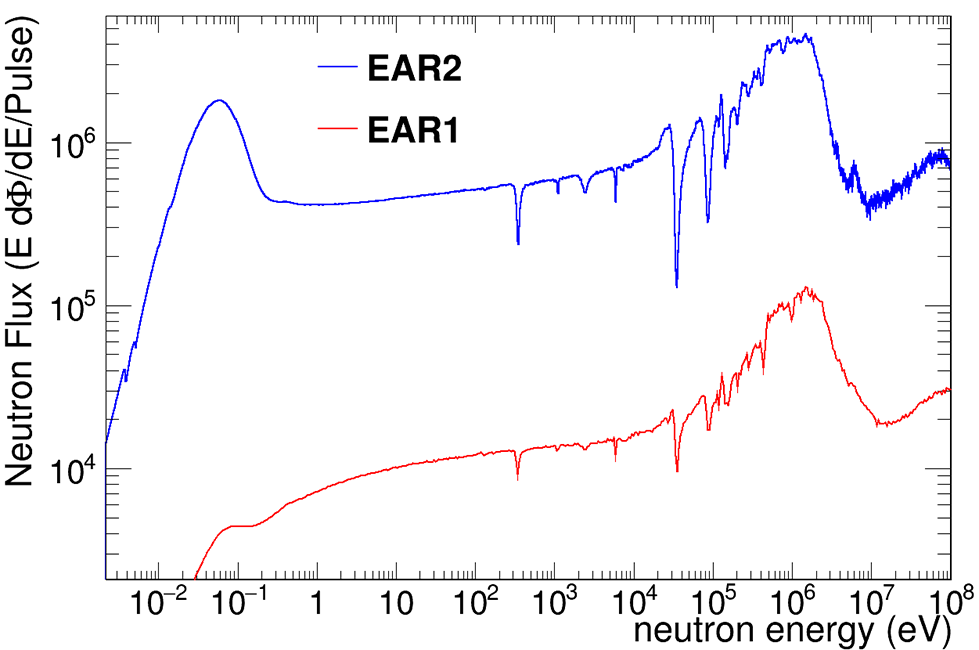 Neutron Flux (E dΦ/dE/Pulse)
EAR2
EAR1
10⁶
10⁵
10⁴
10⁻² 10⁻¹ 1 10 10² 10³ 10⁴ 10⁵ 10⁶ 10⁷ 10⁸
neutron energy (eV)